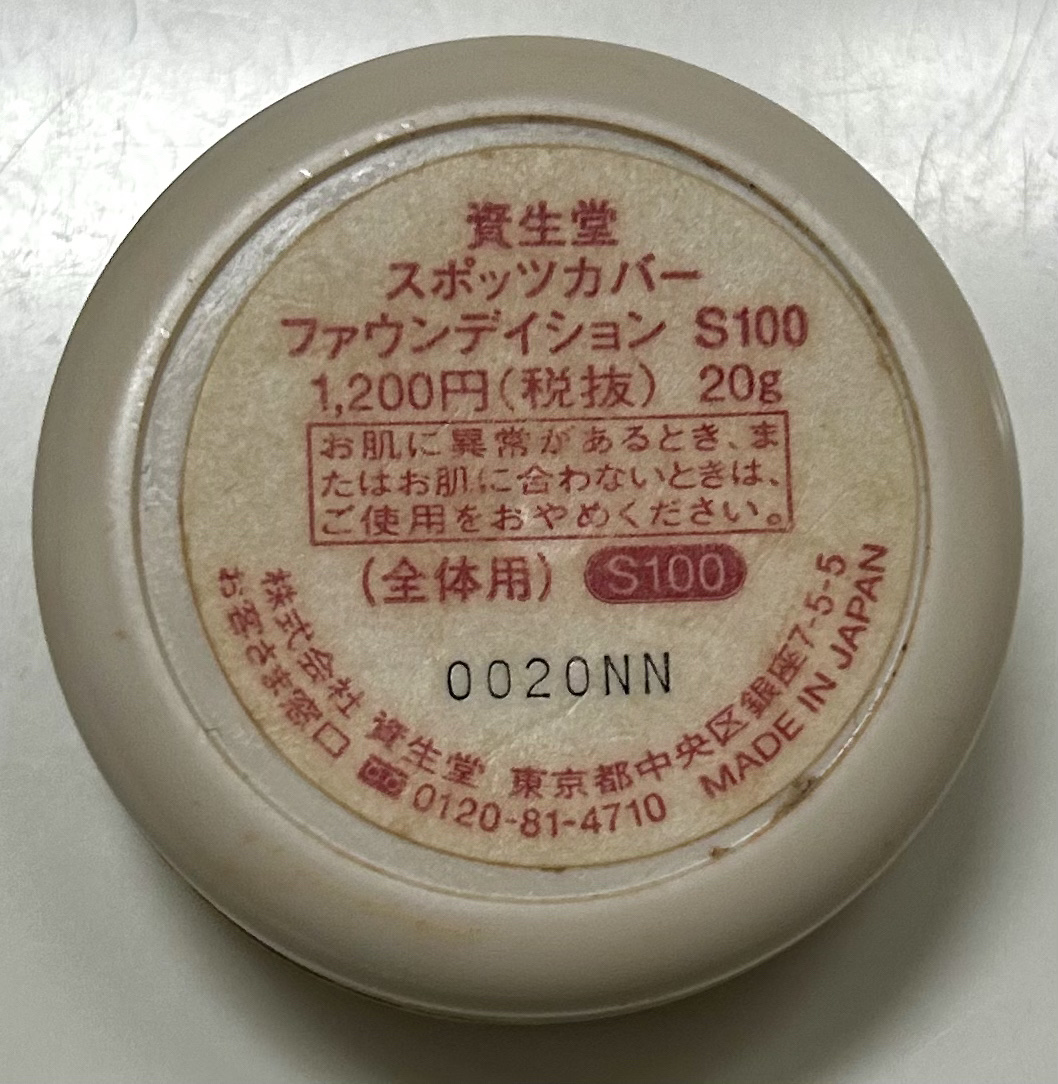 資生堂
スポッツカバー
ファウンデイション S100
1,200円(税抜) 20g
お肌に異常があるとき、ま
たはお肌に合わないときは、
ご使用をおやめください。
(全体用) S100
0020NN
株式会社 資生堂 東京都中央区銀座7-5-5
お客さま窓口 0120-81-4710 MADE IN JAPAN